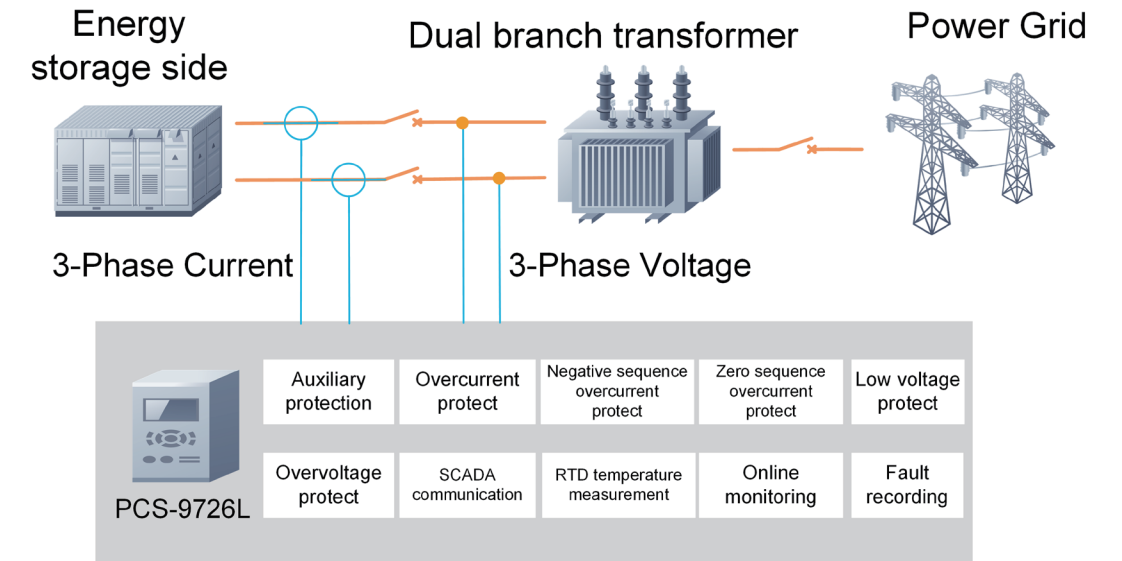 Energy
storage side
Dual branch transformer
Power Grid
3-Phase Current
3-Phase Voltage
Auxiliary
protection
Overcurrent
protect
Negative sequence
overcurrent
protect
Zero sequence
overcurrent
protect
Low voltage
protect
PCS-9726L
Overvoltage
protect
SCADA
communication
RTD temperature
measurement
Online
monitoring
Fault
recording